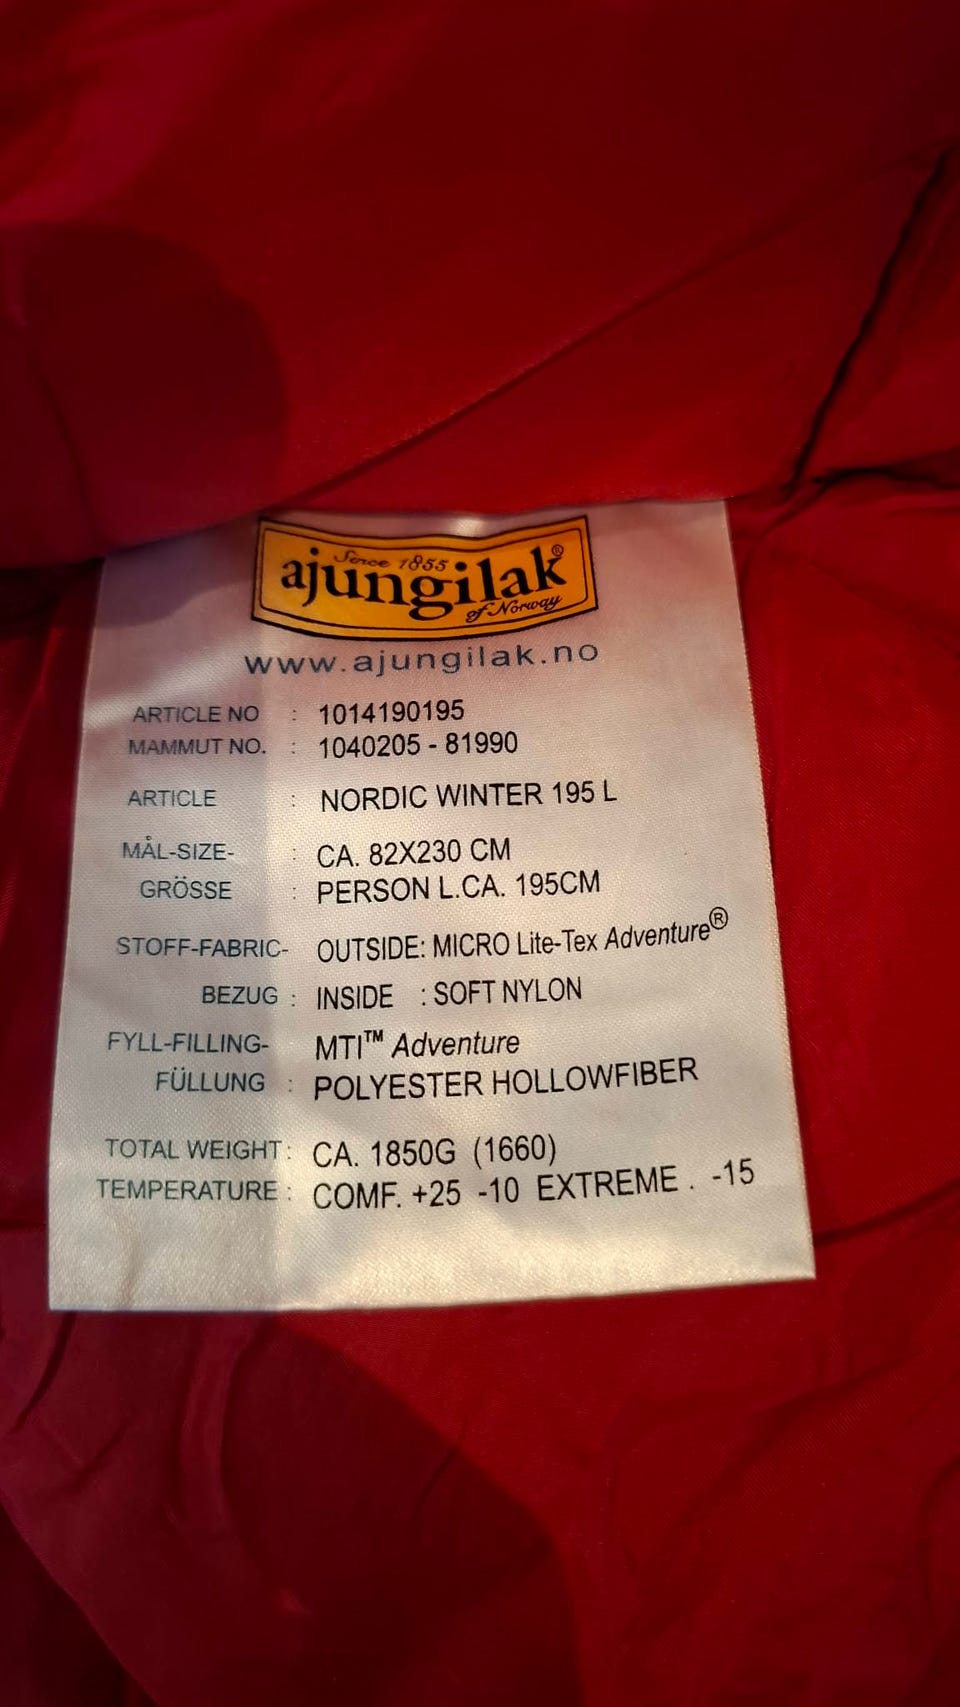 Since 1855
ajungilak®
of Norway
www.ajungilak.no
ARTICLE NO : 1014190195
MAMMUT NO. : 1040205 - 81990
ARTICLE : NORDIC WINTER 195 L
MÅL-SIZE- : CA. 82X230 CM
GRÖSSE : PERSON L.CA. 195CM
STOFF-FABRIC- OUTSIDE: MICRO Lite-Tex Adventure®
BEZUG : INSIDE : SOFT NYLON
FYLL-FILLING- MTI™ Adventure
FÜLLUNG : POLYESTER HOLLOWFIBER
TOTAL WEIGHT : CA. 1850G (1660)
TEMPERATURE : COMF. +25 -10 EXTREME . -15